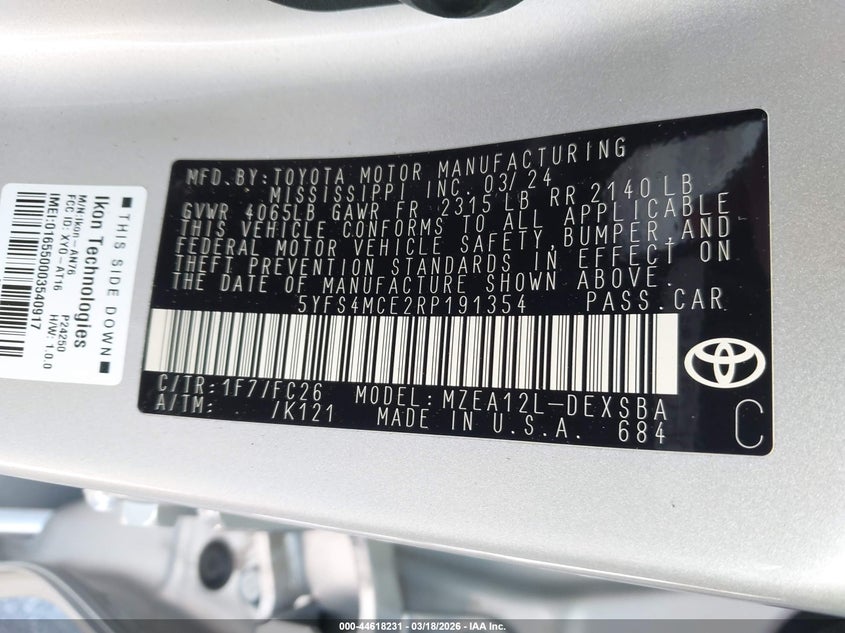 MFD.BY:TOYOTA MOTOR MANUFACTURING
MISSISSIPPI INC. 03/24
GVWR 4065LB GAWR FR 2315 LB RR 2140 LB
THIS VEHICLE CONFORMS TO ALL APPLICABLE
FEDERAL MOTOR VEHICLE SAFETY,BUMPER,AND
THEFT PREVENTION STANDARDS IN EFFECT ON
THE DATE OF MANUFACTURE SHOWN ABOVE.
5YFS4MCE2RP191354 PASS.CAR
C/TR:1F7/FC26 MODEL:MZEA12L-DEXSBA
A/TM: /K121 MADE IN U.S.A. 684
C
THIS SIDE DOWN
Ikon Technologies
M/N:Ikon-AN76 P24250
FCC ID: XY0-AT16 H/W: 1.0.0
IMEI:016550003540917
000-44618231 - 03/18/2026 - IAA Inc.